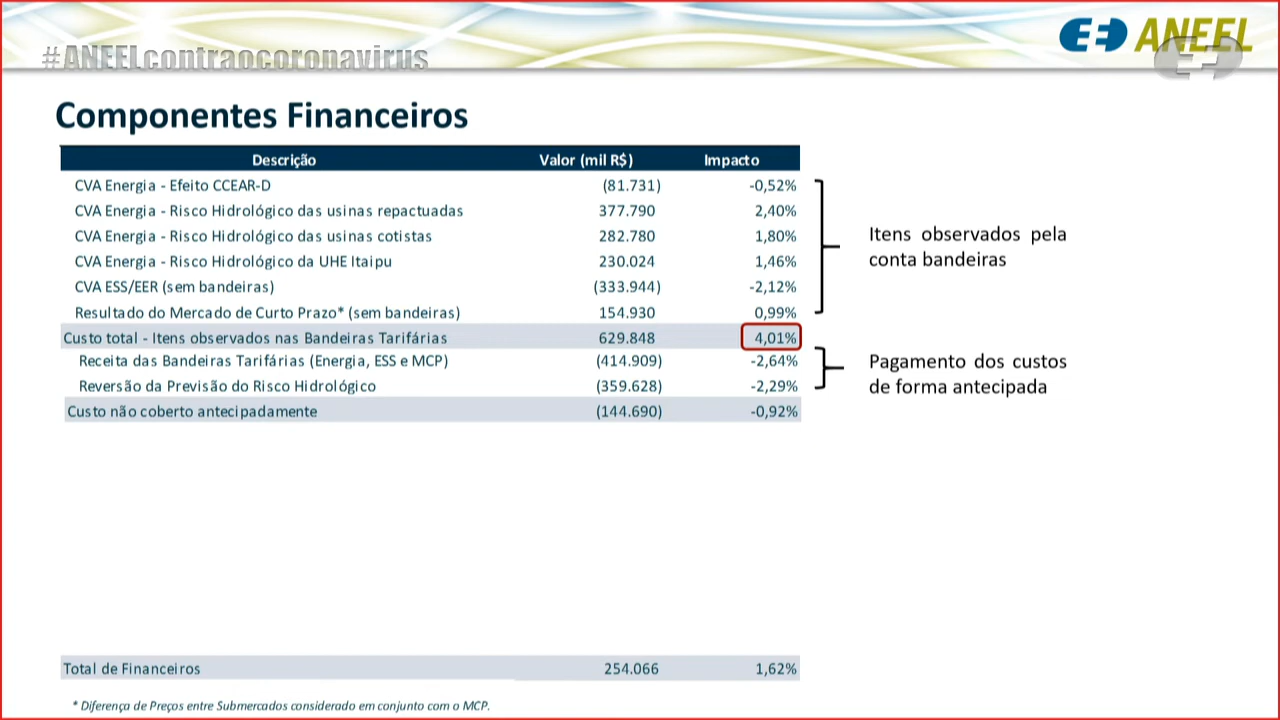 #ANEELcontraocoronavirus
ANEEL
Componentes Financeiros
Descrição Valor (mil R$) Impacto
CVA Energia - Efeito CCEAR-D (81.731) -0,52%
CVA Energia - Risco Hidrológico das usinas repactuadas 377.790 2,40%
CVA Energia - Risco Hidrológico das usinas cotistas 282.780 1,80%
CVA Energia - Risco Hidrológico da UHE Itaipu 230.024 1,46%
CVA ESS/EER (sem bandeiras) (333.944) -2,12%
Resultado do Mercado de Curto Prazo* (sem bandeiras) 154.930 0,99%
Itens observados pela
conta bandeiras
Custo total - Itens observados nas Bandeiras Tarifárias 629.848 4,01%
Receita das Bandeiras Tarifárias (Energia, ESS e MCP) (414.909) -2,64%
Reversão da Previsão do Risco Hidrológico (359.628) -2,29%
Pagamento dos custos
de forma antecipada
Custo não coberto antecipadamente (144.690) -0,92%
Total de Financeiros 254.066 1,62%
* Diferença de Preços entre Submercados considerado em conjunto com o MCP.